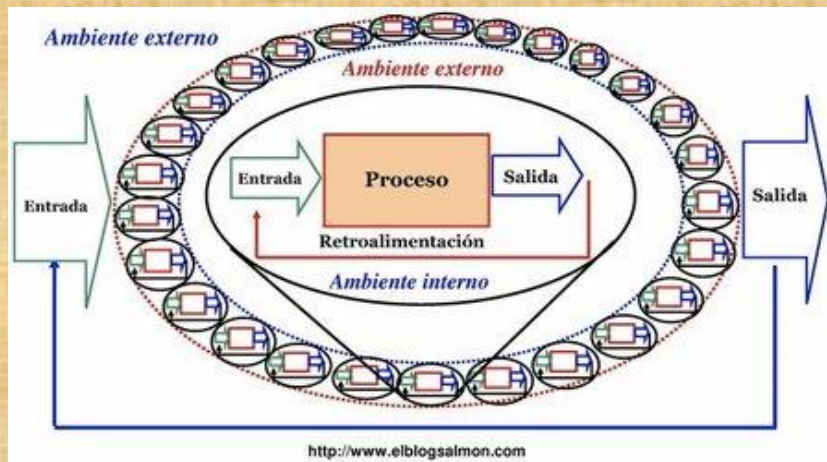 Ambiente externo
Ambiente externo
Entrada
Entrada
Proceso
Salida
Salida
Retroalimentación
Ambiente interno
http://www.elblogsalmon.com